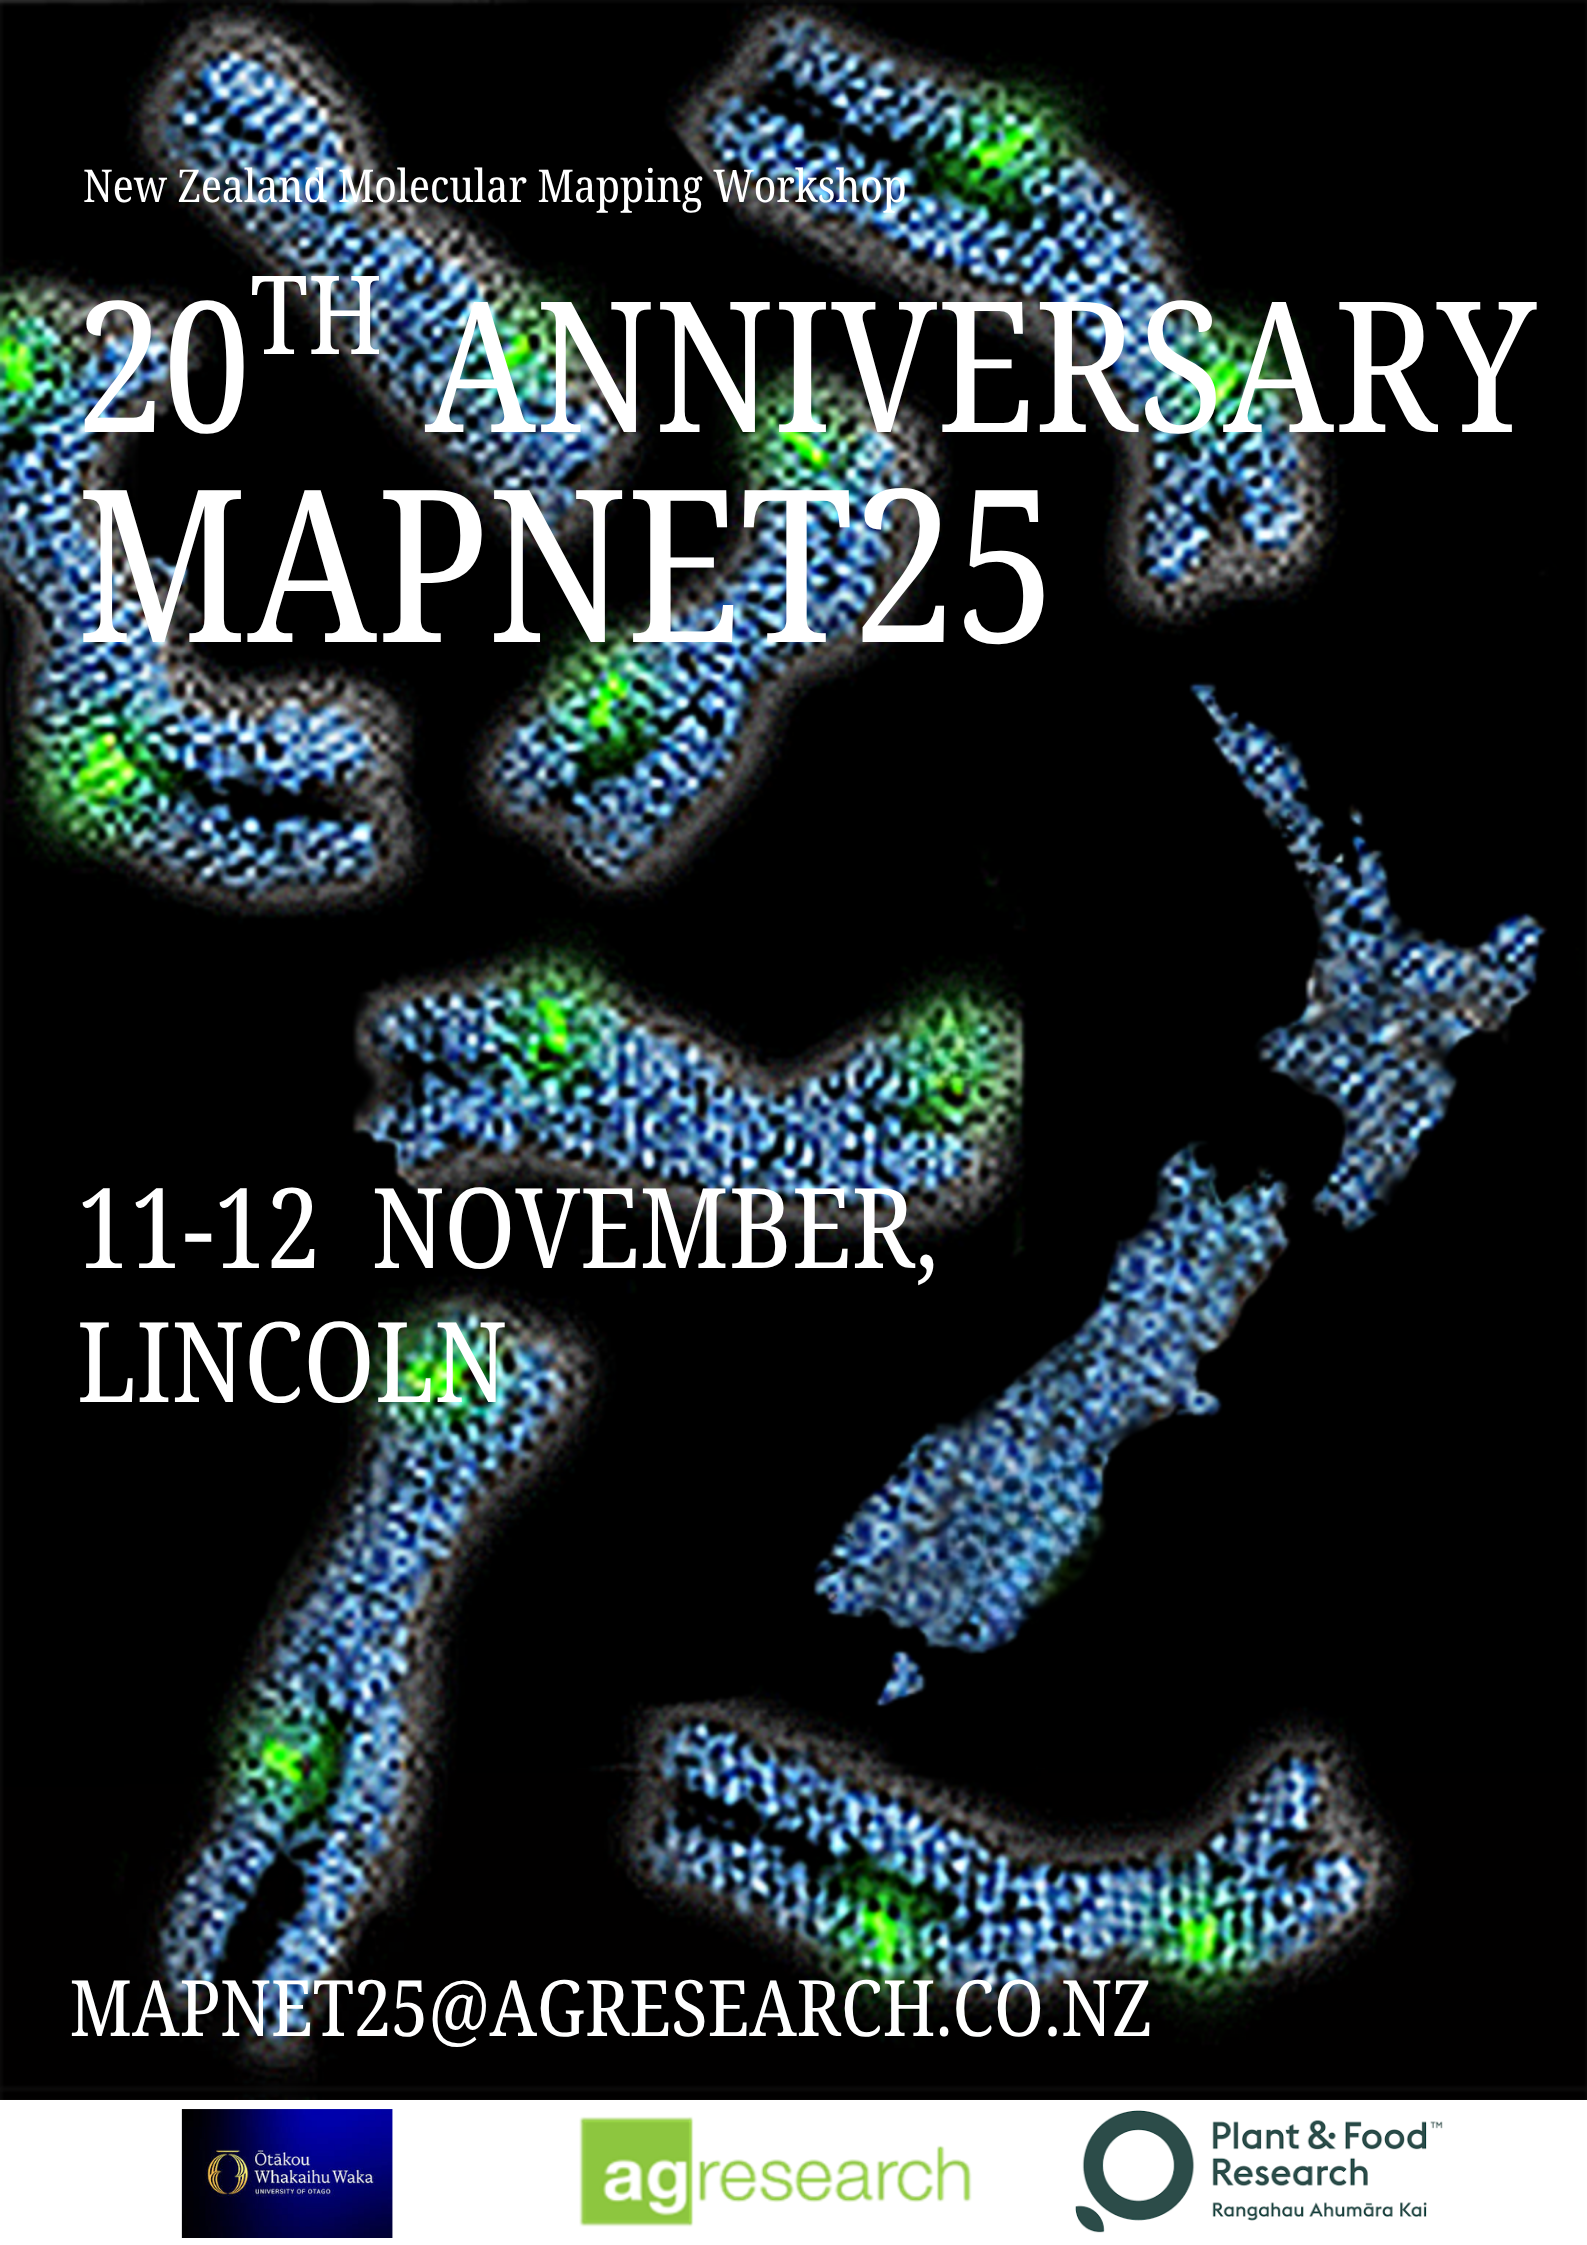 New Zealand Molecular Mapping Workshop
20TH ANNIVERSARY
MAPNET25
11-12 NOVEMBER,
LINCOLN
MAPNET25@AGRESEARCH.CO.NZ
Ōtākou
Whakaihu Waka
UNIVERSITY OF OTAGO
agresearch
Plant & Food™
Research
Rangahau Ahumāra Kai